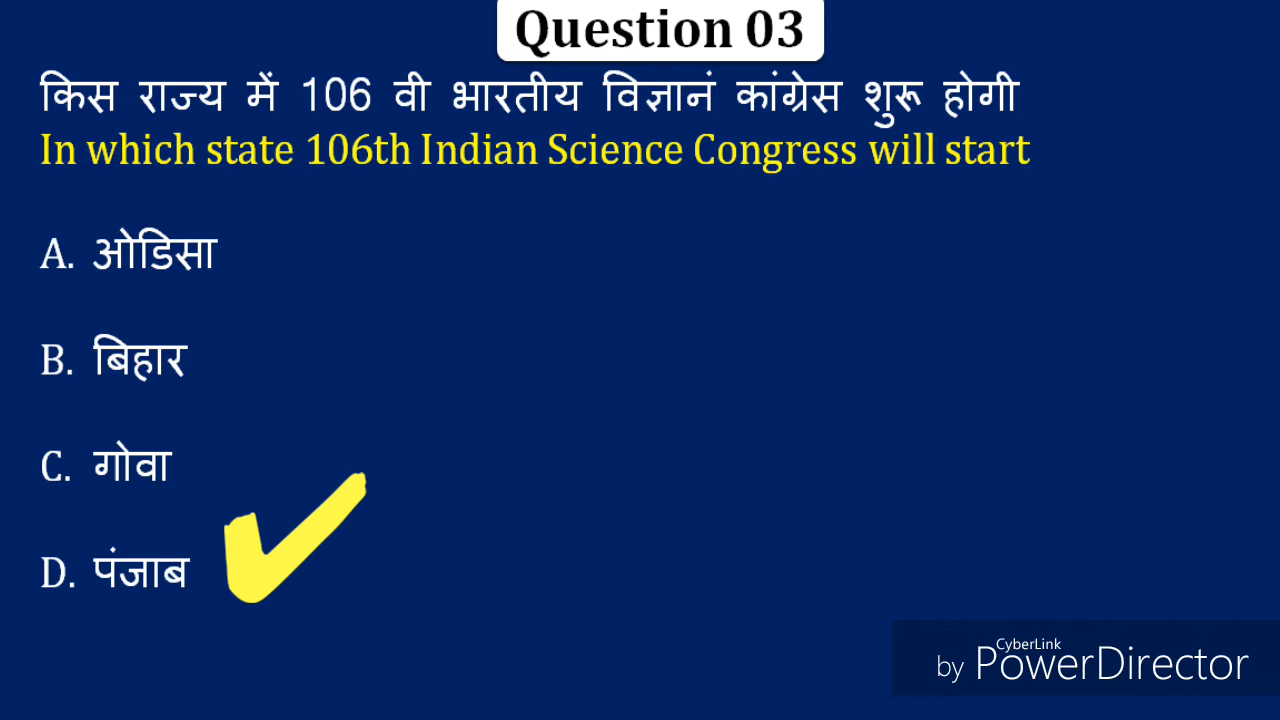 Question 03
किस राज्य में 106 वी भारतीय विज्ञानं कांग्रेस शुरू होगी
In which state 106th Indian Science Congress will start
A. ओडिसा
B. बिहार
C. गोवा
D. पंजाब
CyberLink
by PowerDirector